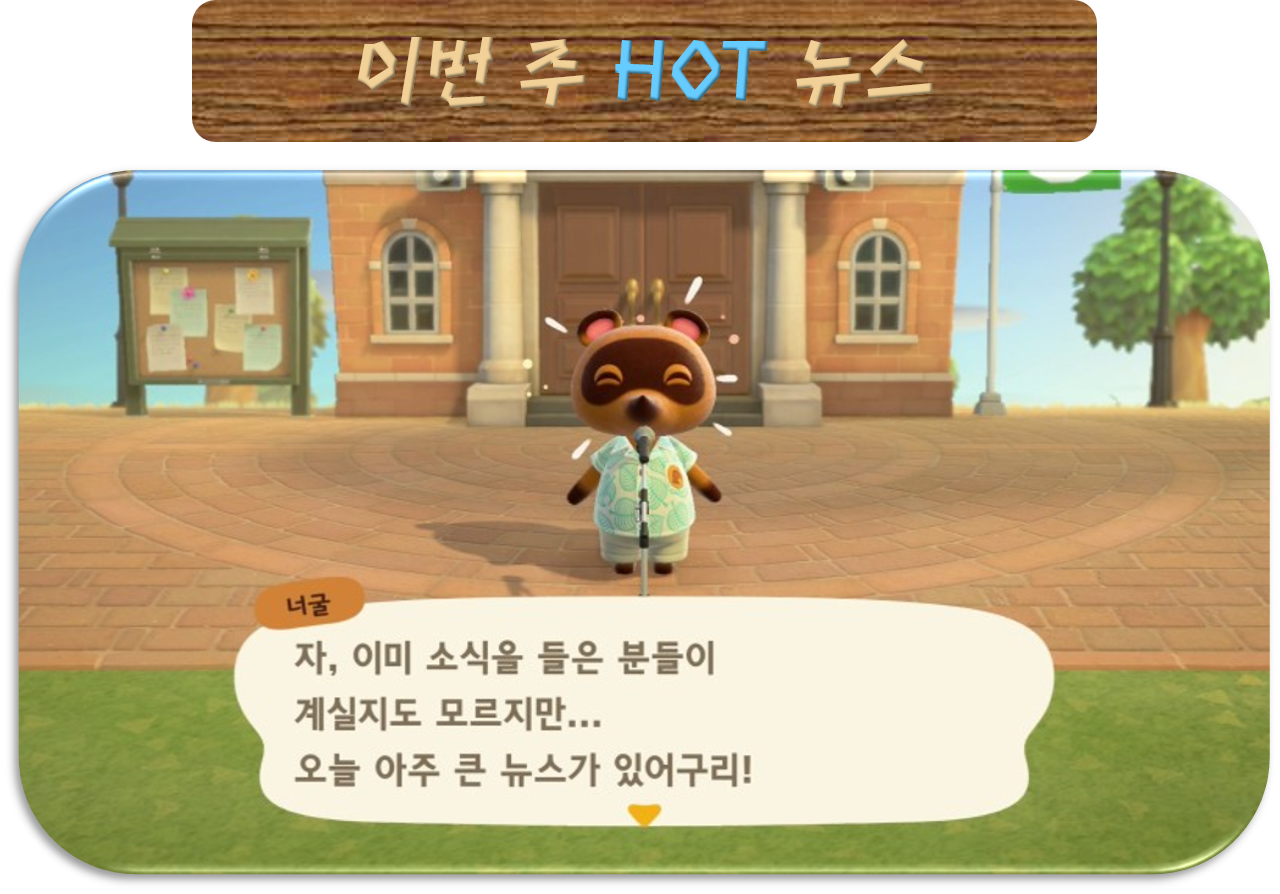 이번 주 HOT 뉴스
너굴
자, 이미 소식을 들은 분들이
계실지도 모르지만...
오늘 아주 큰 뉴스가 있어구리!